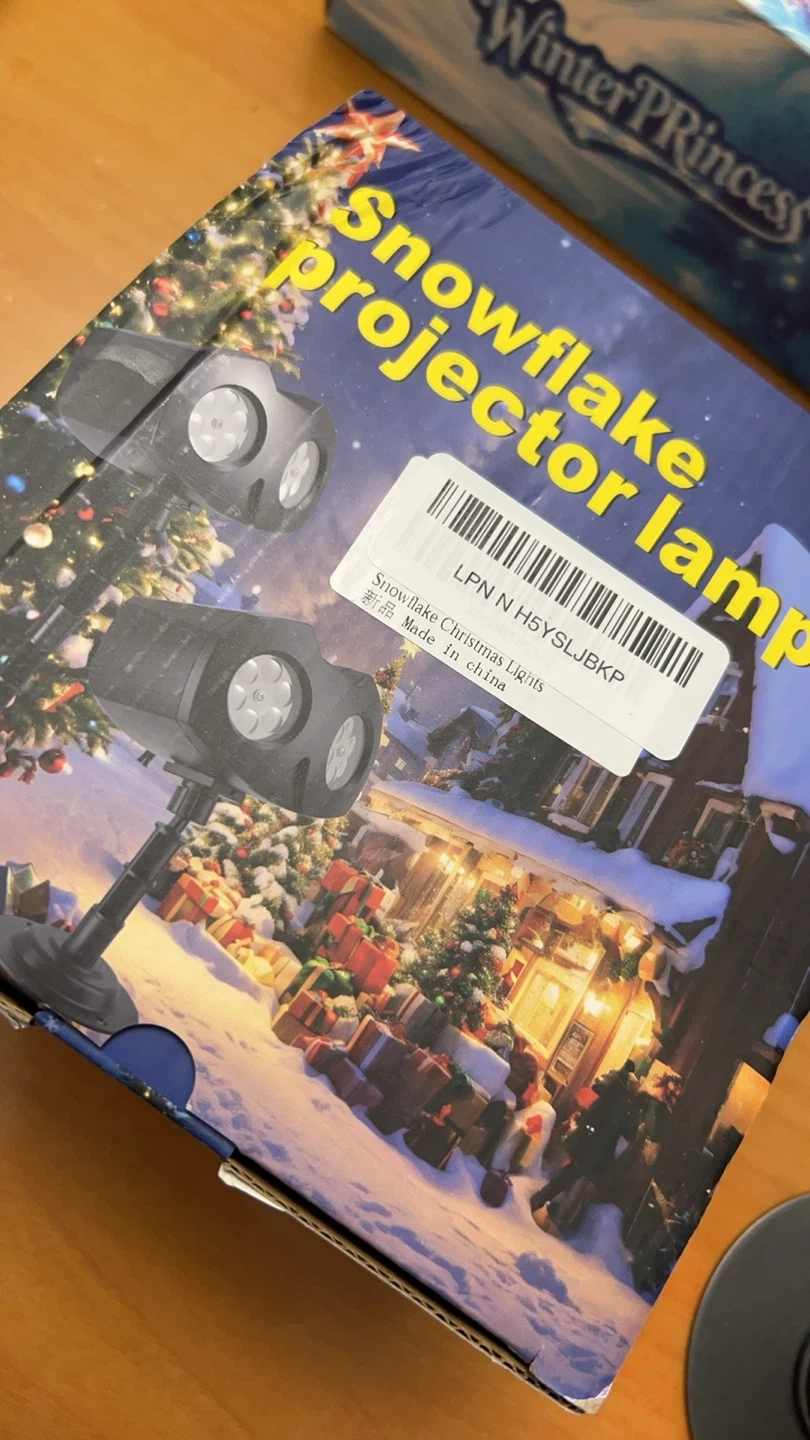 WinterPRincess
Snowflake
projector lamp
LPN N H5YSLJBKP
Snowflake Christmas Lights
新品 Made in china